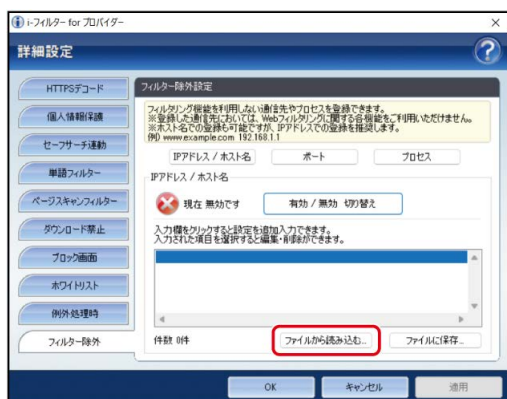 i-フィルター for プロバイダー
詳細設定
HTTPSデコード
個人情報保護
セーフサーチ連動
単語フィルター
ページスキャンフィルター
ダウンロード禁止
ブロック画面
ホワイトリスト
例外処理時
フィルター除外
フィルター除外設定
フィルタリング機能を利用しない通信先やプロセスを登録できます。
※登録した通信先においては、Webフィルタリングに関する各機能をご利用いただけません。
※ホスト名での登録も可能ですが、IPアドレスでの登録を推奨します。
例) www.example.com 192.168.1.1
IPアドレス / ホスト名
ポート
プロセス
IPアドレス / ホスト名
現在 無効です
有効 / 無効 切り替え
入力欄をクリックすると設定を追加入力できます。
入力された項目を選択すると編集・削除ができます。
件数 0件
ファイルから読み込む...
ファイルに保存...
OK
キャンセル
適用